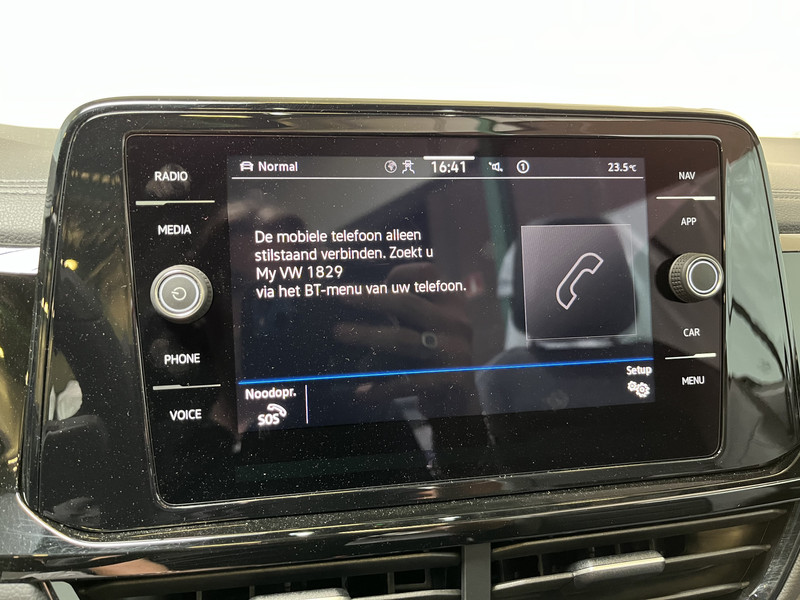 RADIO
MEDIA
PHONE
VOICE
Normal
16:41
1
23.5°C
De mobiele telefoon alleen
stilstaand verbinden. Zoekt u
My VW 1829
via het BT-menu van uw telefoon.
Noodopr.
SOS
Setup
NAV
APP
CAR
MENU